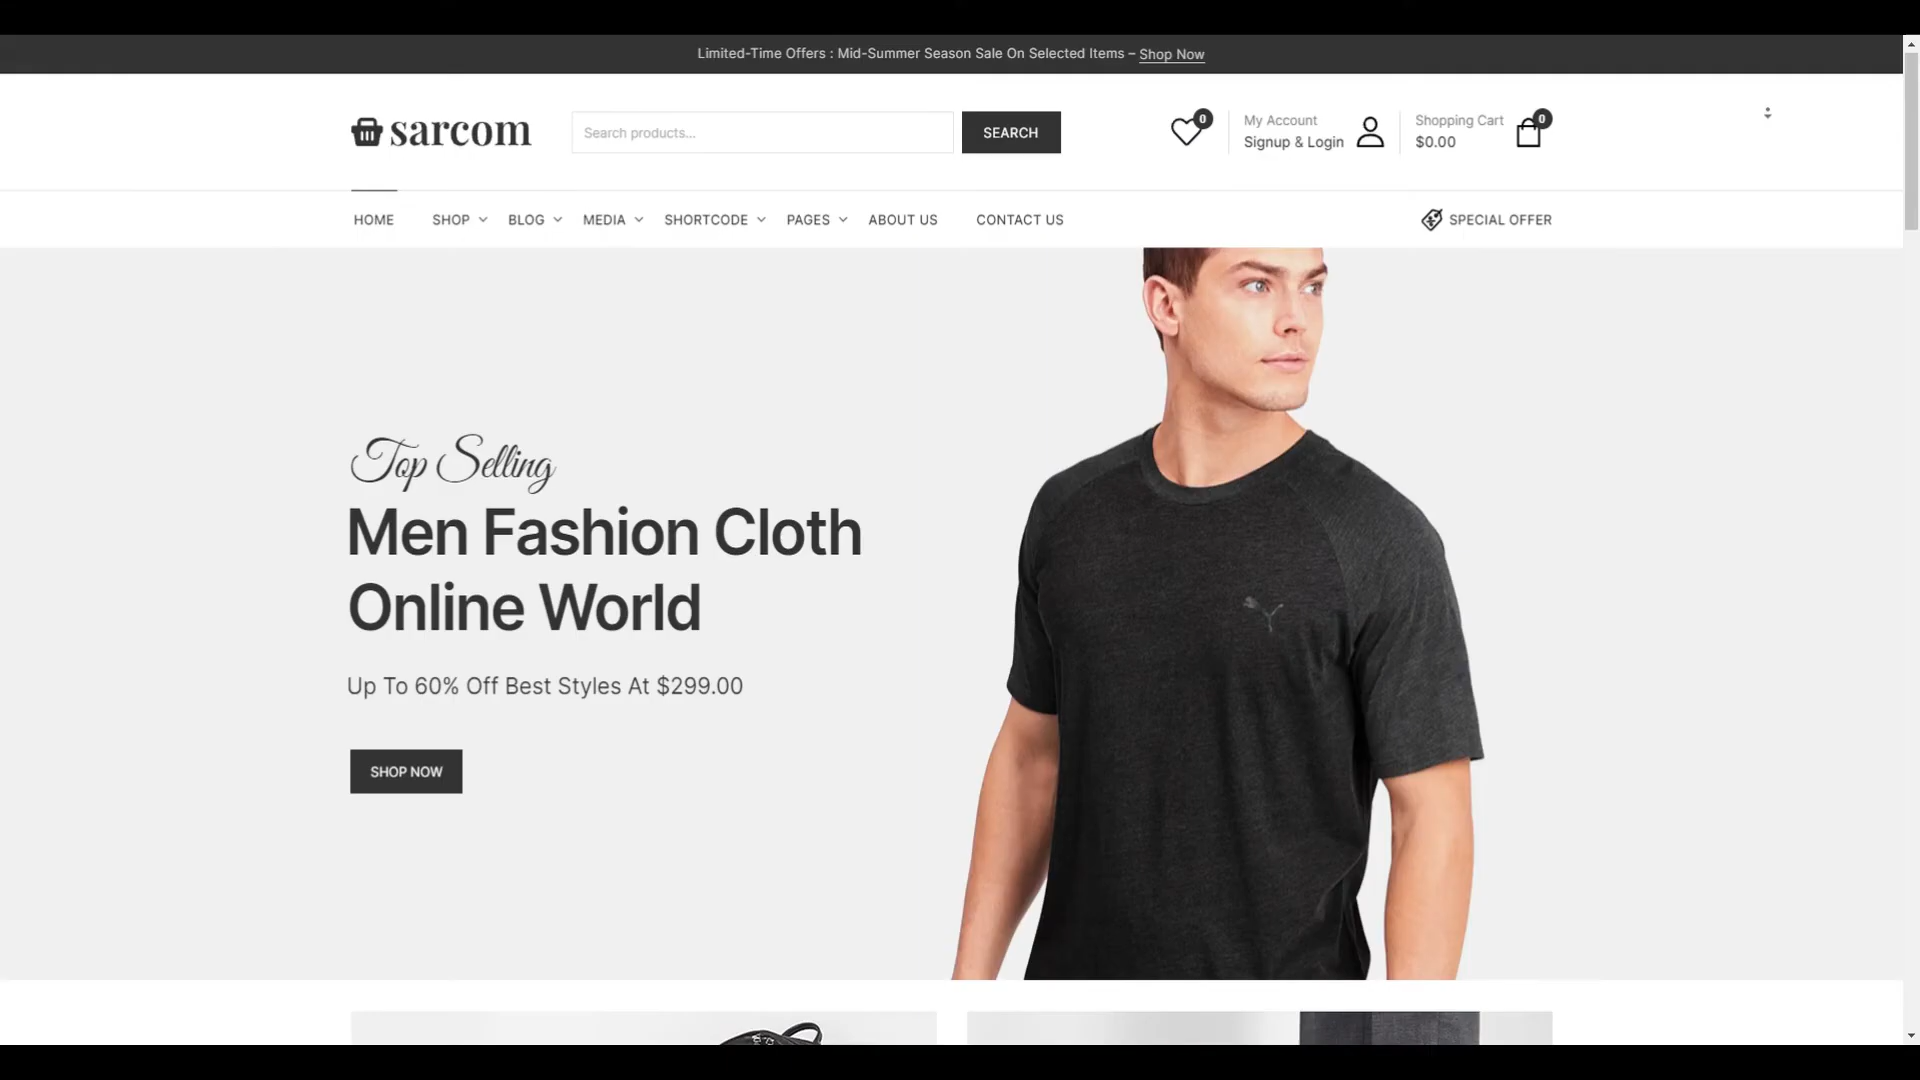 Limited-Time Offers : Mid-Summer Season Sale On Selected Items – Shop Now
sarcom
Search products...
SEARCH
0
My Account
Signup & Login
Shopping Cart
$0.00
0
HOME
SHOP
BLOG
MEDIA
SHORTCODE
PAGES
ABOUT US
CONTACT US
SPECIAL OFFER
Top Selling
Men Fashion Cloth
Online World
Up To 60% Off Best Styles At $299.00
SHOP NOW